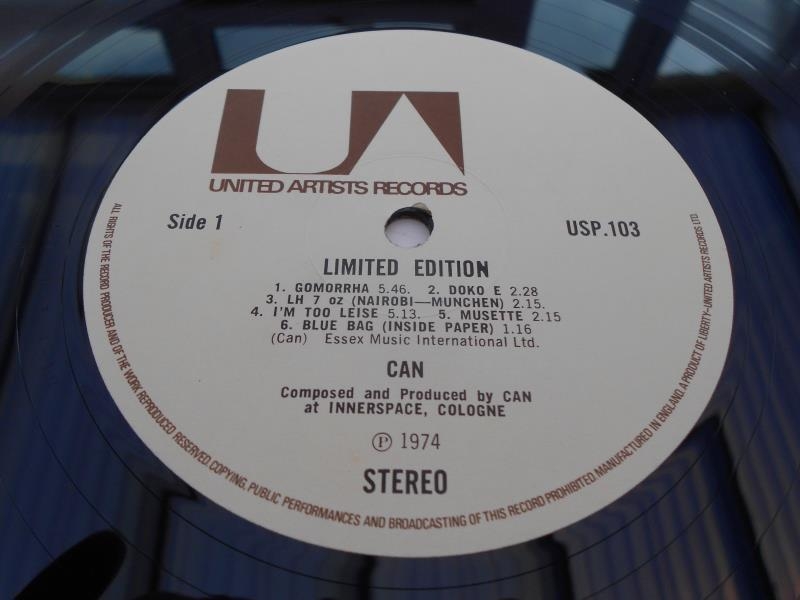 UA
UNITED ARTISTS RECORDS
Side 1
USP.103
LIMITED EDITION
1. GOMORRHA 5.46. 2. DOKO E 2.28
3. LH 7 oz (NAIROBI—MUNCHEN) 2.15.
4. I'M TOO LEISE 5.13. 5. MUSETTE 2.15
6. BLUE BAG (INSIDE PAPER) 1.16
(Can) Essex Music International Ltd.
CAN
Composed and Produced by CAN
at INNERSPACE, COLOGNE
℗ 1974
STEREO
ALL RIGHTS OF THE RECORD PRODUCER AND OF THE WORK REPRODUCED RESERVED. COPYING, PUBLIC PERFORMANCES AND BROADCASTING OF THIS RECORD PROHIBITED. MANUFACTURED IN ENGLAND. A PRODUCT OF LIBERTY–UNITED ARTISTS RECORDS LTD.